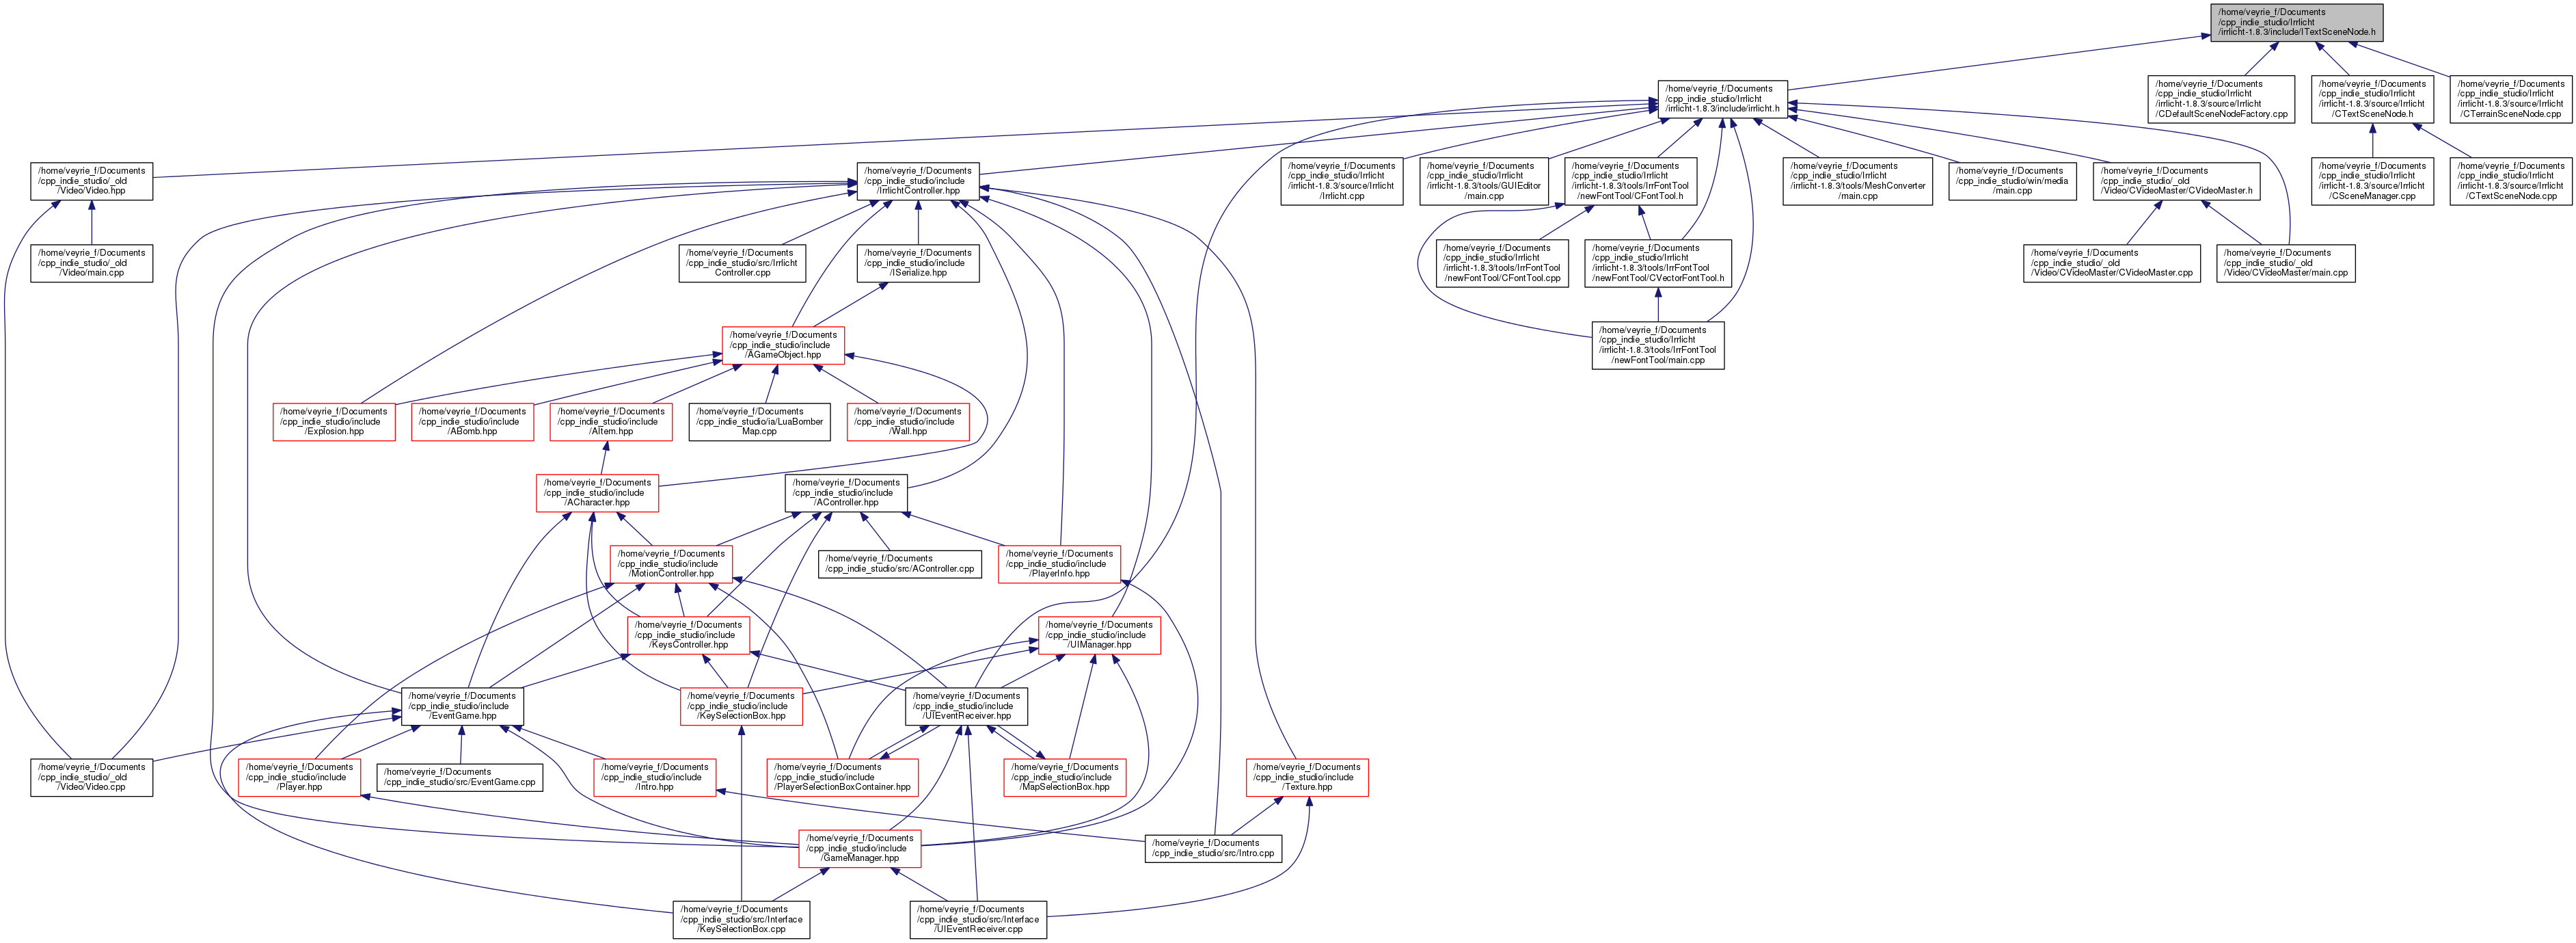 /home/veyrie_f/Documents
/cpp_indie_studio/Irrlicht
/irrlicht-1.8.3/include/ITextSceneNode.h
/home/veyrie_f/Documents
/cpp_indie_studio/Irrlicht
/irrlicht-1.8.3/include/irrlicht.h
/home/veyrie_f/Documents
/cpp_indie_studio/Irrlicht
/irrlicht-1.8.3/source/Irrlicht
/CDefaultSceneNodeFactory.cpp
/home/veyrie_f/Documents
/cpp_indie_studio/Irrlicht
/irrlicht-1.8.3/source/Irrlicht
/CTextSceneNode.h
/home/veyrie_f/Documents
/cpp_indie_studio/Irrlicht
/irrlicht-1.8.3/source/Irrlicht
/CTerrainSceneNode.cpp
/home/veyrie_f/Documents
/cpp_indie_studio/_old
/Video/Video.hpp
/home/veyrie_f/Documents
/cpp_indie_studio/include
/IrrlichtController.hpp
/home/veyrie_f/Documents
/cpp_indie_studio/Irrlicht
/irrlicht-1.8.3/source/Irrlicht
/Irrlicht.cpp
/home/veyrie_f/Documents
/cpp_indie_studio/Irrlicht
/irrlicht-1.8.3/tools/GUIEditor
/main.cpp
/home/veyrie_f/Documents
/cpp_indie_studio/Irrlicht
/irrlicht-1.8.3/tools/IrrFontTool
/newFontTool/CFontTool.h
/home/veyrie_f/Documents
/cpp_indie_studio/Irrlicht
/irrlicht-1.8.3/tools/MeshConverter
/main.cpp
/home/veyrie_f/Documents
/cpp_indie_studio/win/media
/main.cpp
/home/veyrie_f/Documents
/cpp_indie_studio/_old
/Video/CVideoMaster/CVideoMaster.h
/home/veyrie_f/Documents
/cpp_indie_studio/Irrlicht
/irrlicht-1.8.3/source/Irrlicht
/CSceneManager.cpp
/home/veyrie_f/Documents
/cpp_indie_studio/Irrlicht
/irrlicht-1.8.3/source/Irrlicht
/CTextSceneNode.cpp
/home/veyrie_f/Documents
/cpp_indie_studio/_old
/Video/main.cpp
/home/veyrie_f/Documents
/cpp_indie_studio/src/Irrlicht
Controller.cpp
/home/veyrie_f/Documents
/cpp_indie_studio/include
/ISerialize.hpp
/home/veyrie_f/Documents
/cpp_indie_studio/Irrlicht
/irrlicht-1.8.3/tools/IrrFontTool
/newFontTool/CFontTool.cpp
/home/veyrie_f/Documents
/cpp_indie_studio/Irrlicht
/irrlicht-1.8.3/tools/IrrFontTool
/newFontTool/CVectorFontTool.h
/home/veyrie_f/Documents
/cpp_indie_studio/_old
/Video/CVideoMaster/CVideoMaster.cpp
/home/veyrie_f/Documents
/cpp_indie_studio/_old
/Video/CVideoMaster/main.cpp
/home/veyrie_f/Documents
/cpp_indie_studio/include
/AGameObject.hpp
/home/veyrie_f/Documents
/cpp_indie_studio/Irrlicht
/irrlicht-1.8.3/tools/IrrFontTool
/newFontTool/main.cpp
/home/veyrie_f/Documents
/cpp_indie_studio/include
/Explosion.hpp
/home/veyrie_f/Documents
/cpp_indie_studio/include
/ABomb.hpp
/home/veyrie_f/Documents
/cpp_indie_studio/include
/AItem.hpp
/home/veyrie_f/Documents
/cpp_indie_studio/ia/LuaBomber
Map.cpp
/home/veyrie_f/Documents
/cpp_indie_studio/include
/Wall.hpp
/home/veyrie_f/Documents
/cpp_indie_studio/include
/ACharacter.hpp
/home/veyrie_f/Documents
/cpp_indie_studio/include
/AController.hpp
/home/veyrie_f/Documents
/cpp_indie_studio/include
/MotionController.hpp
/home/veyrie_f/Documents
/cpp_indie_studio/src/AController.cpp
/home/veyrie_f/Documents
/cpp_indie_studio/include
/PlayerInfo.hpp
/home/veyrie_f/Documents
/cpp_indie_studio/include
/KeysController.hpp
/home/veyrie_f/Documents
/cpp_indie_studio/include
/UIManager.hpp
/home/veyrie_f/Documents
/cpp_indie_studio/include
/EventGame.hpp
/home/veyrie_f/Documents
/cpp_indie_studio/include
/KeySelectionBox.hpp
/home/veyrie_f/Documents
/cpp_indie_studio/include
/UIEventReceiver.hpp
/home/veyrie_f/Documents
/cpp_indie_studio/_old
/Video/Video.cpp
/home/veyrie_f/Documents
/cpp_indie_studio/include
/Player.hpp
/home/veyrie_f/Documents
/cpp_indie_studio/src/EventGame.cpp
/home/veyrie_f/Documents
/cpp_indie_studio/include
/Intro.hpp
/home/veyrie_f/Documents
/cpp_indie_studio/include
/PlayerSelectionBoxContainer.hpp
/home/veyrie_f/Documents
/cpp_indie_studio/include
/MapSelectionBox.hpp
/home/veyrie_f/Documents
/cpp_indie_studio/include
/Texture.hpp
/home/veyrie_f/Documents
/cpp_indie_studio/include
/GameManager.hpp
/home/veyrie_f/Documents
/cpp_indie_studio/src/Intro.cpp
/home/veyrie_f/Documents
/cpp_indie_studio/src/Interface
/KeySelectionBox.cpp
/home/veyrie_f/Documents
/cpp_indie_studio/src/Interface
/UIEventReceiver.cpp